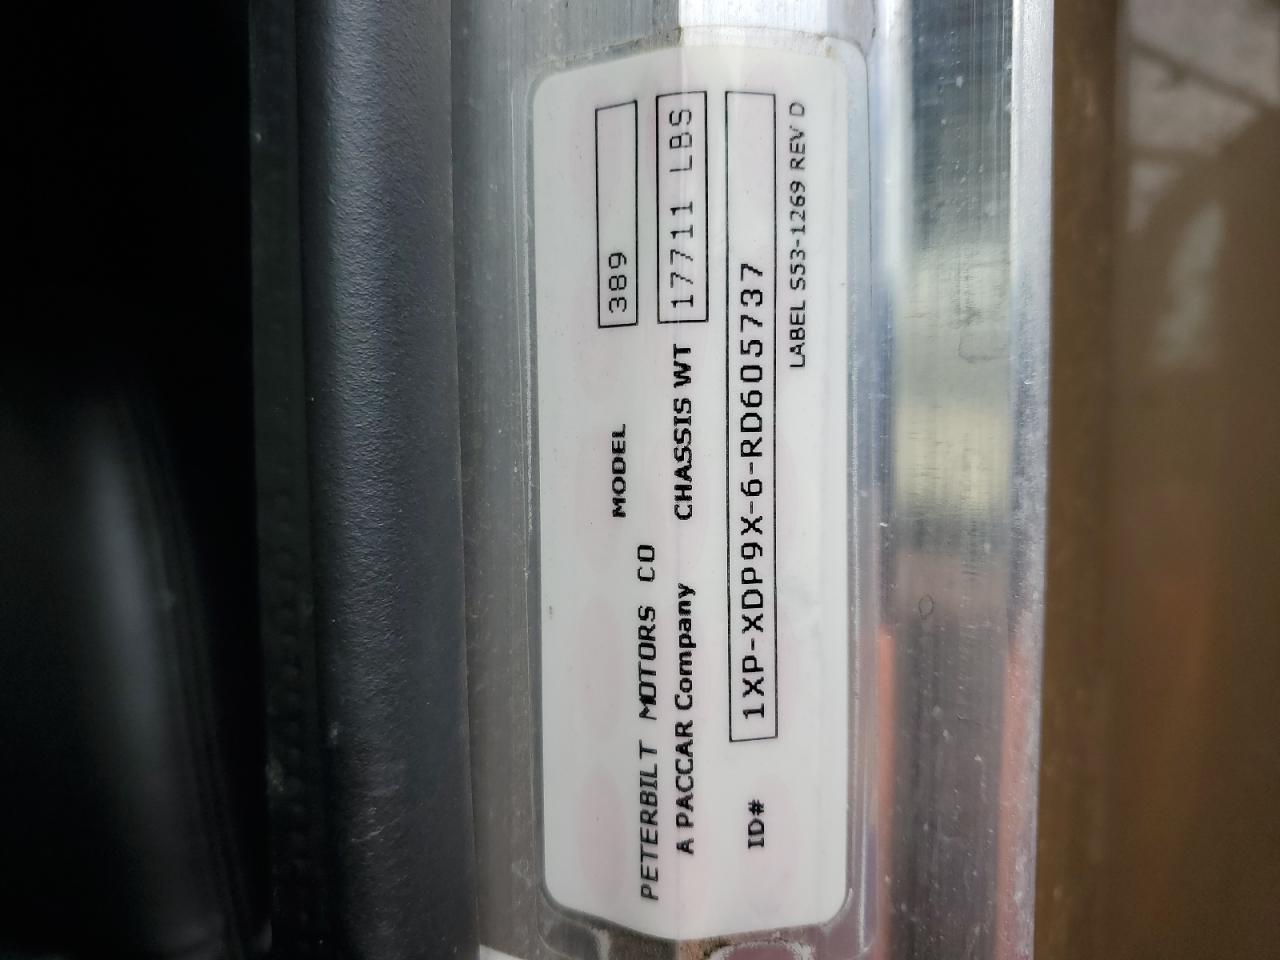 MODEL 389
PETERBILT MOTORS CO
A PACCAR Company CHASSIS WT 17711 LBS
ID# 1XP-XDP9X-6-RD605737
LABEL S53-1269 REV D